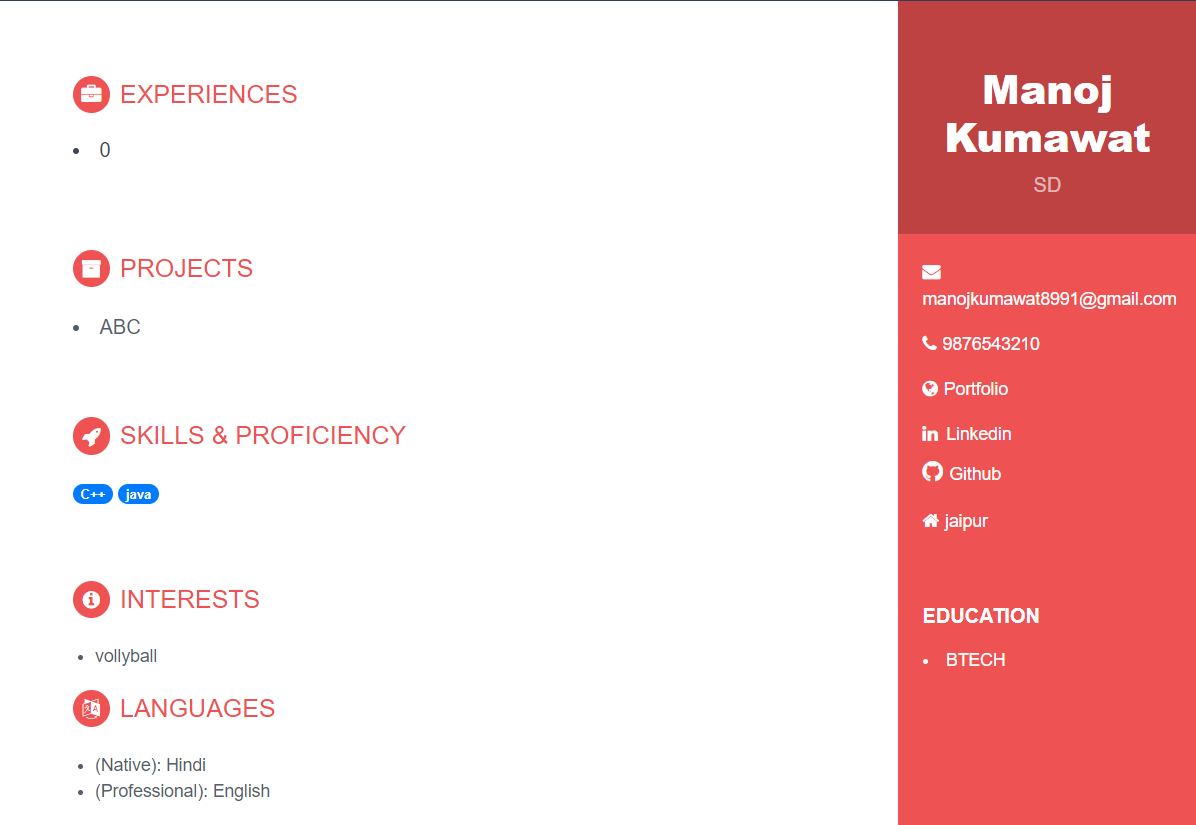 EXPERIENCES
0
PROJECTS
ABC
SKILLS & PROFICIENCY
C++ java
INTERESTS
vollyball
LANGUAGES
(Native): Hindi
(Professional): English
Manoj
Kumawat
SD
manojkumawat8991@gmail.com
9876543210
Portfolio
Linkedin
Github
jaipur
EDUCATION
BTECH